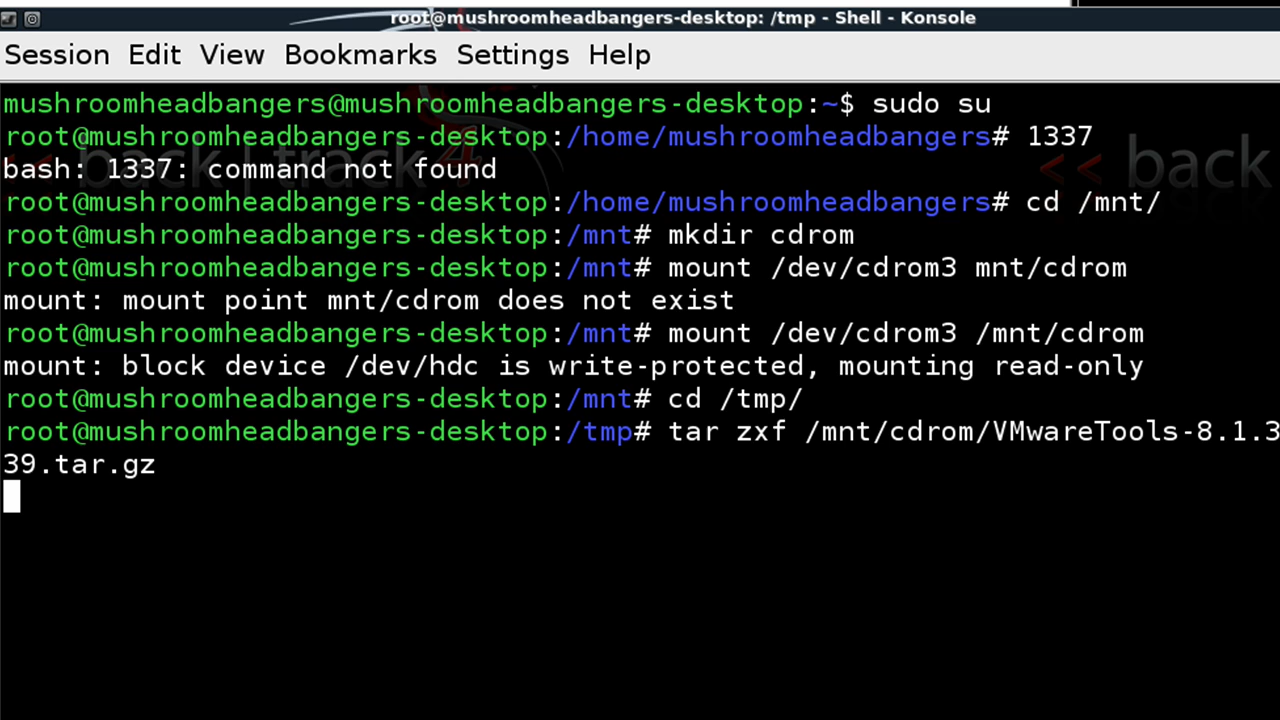 root@mushroomheadbangers-desktop: /tmp - Shell - Konsole
Session Edit View Bookmarks Settings Help
mushroomheadbangers@mushroomheadbangers-desktop:~$ sudo su
root@mushroomheadbangers-desktop:/home/mushroomheadbangers# 1337
bash: 1337: command not found
root@mushroomheadbangers-desktop:/home/mushroomheadbangers# cd /mnt/
root@mushroomheadbangers-desktop:/mnt# mkdir cdrom
root@mushroomheadbangers-desktop:/mnt# mount /dev/cdrom3 mnt/cdrom
mount: mount point mnt/cdrom does not exist
root@mushroomheadbangers-desktop:/mnt# mount /dev/cdrom3 /mnt/cdrom
mount: block device /dev/hdc is write-protected, mounting read-only
root@mushroomheadbangers-desktop:/mnt# cd /tmp/
root@mushroomheadbangers-desktop:/tmp# tar zxf /mnt/cdrom/VMwareTools-8.1.3
39.tar.gz
<< back | track 4
<< back